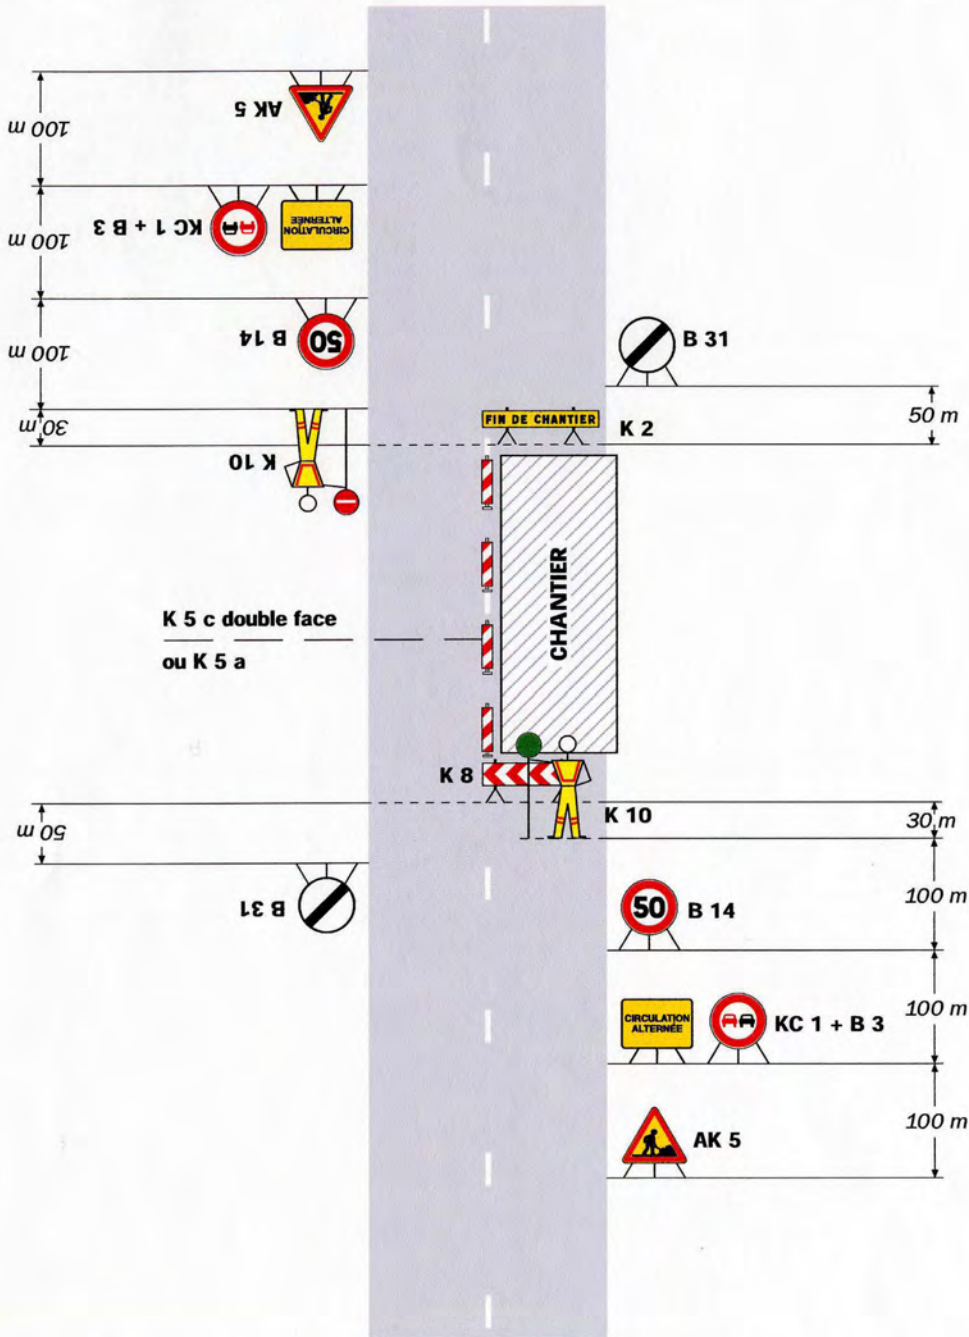 AK 5
100 m
CIRCULATION
ALTERNÉE
KC 1 + B 3
100 m
50
B 14
100 m
B 31
50 m
FIN DE CHANTIER
K 2
30 m
K 10
CHANTIER
K 5 c double face
ou K 5 a
K 8
K 10
30 m
50 m
B 31
50
B 14
100 m
CIRCULATION
ALTERNÉE
KC 1 + B 3
100 m
AK 5
100 m